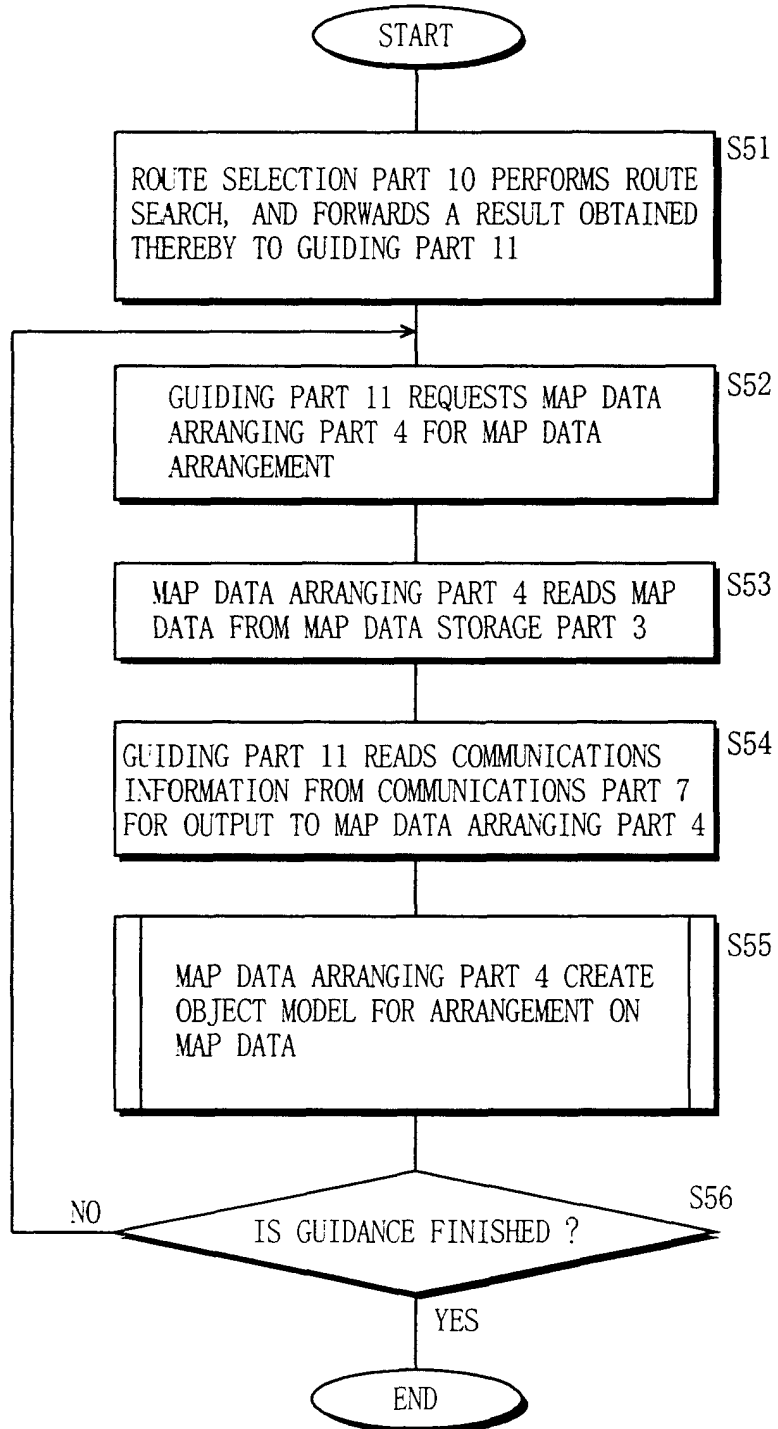 START
S51
ROUTE SELECTION PART 10 PERFORMS ROUTE
SEARCH, AND FORWARDS A RESULT OBTAINED
THEREBY TO GUIDING PART 11
S52
GUIDING PART 11 REQUESTS MAP DATA
ARRANGING PART 4 FOR MAP DATA
ARRANGEMENT
S53
MAP DATA ARRANGING PART 4 READS MAP
DATA FROM MAP DATA STORAGE PART 3
S54
GUIDING PART 11 READS COMMUNICATIONS
INFORMATION FROM COMMUNICATIONS PART 7
FOR OUTPUT TO MAP DATA ARRANGING PART 4
S55
MAP DATA ARRANGING PART 4 CREATE
OBJECT MODEL FOR ARRANGEMENT ON
MAP DATA
S56
NO
IS GUIDANCE FINISHED ?
YES
END